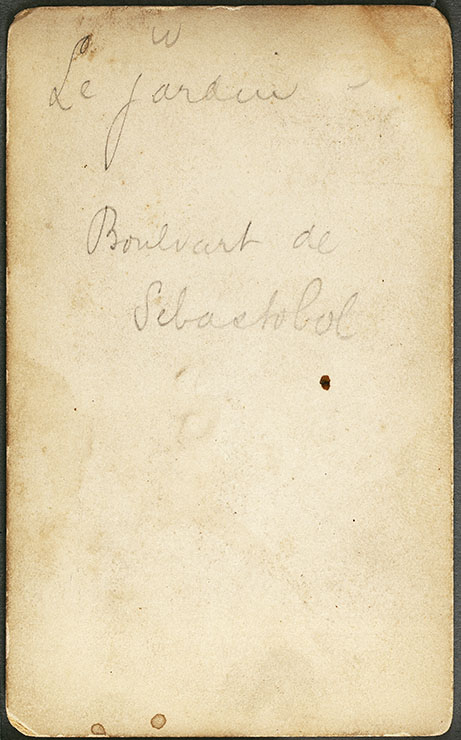 w
Le jardin
Boulvart de
Sebastobol